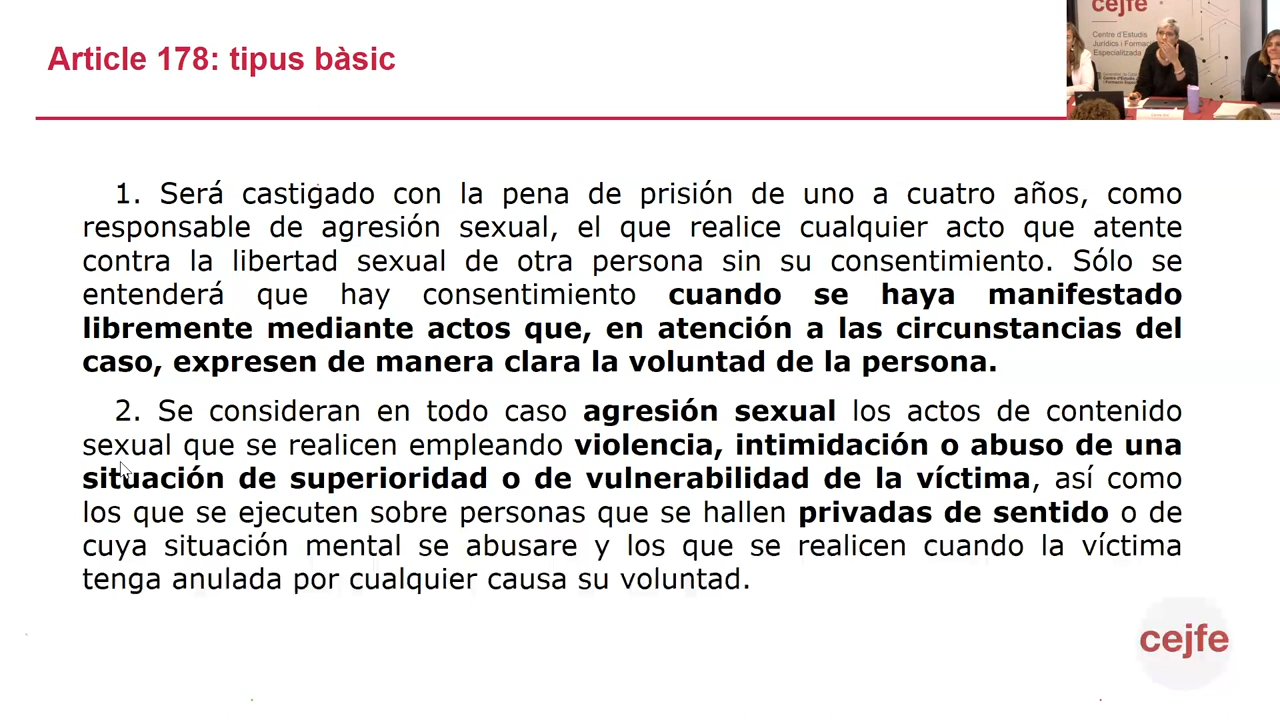 Article 178: tipus bàsic
cejfe
Centre d'Estudis
Jurídics i Formac
Especialitzada
1. Será castigado con la pena de prisión de uno a cuatro años, como
responsable de agresión sexual, el que realice cualquier acto que atente
contra la libertad sexual de otra persona sin su consentimiento. Sólo se
entenderá que hay consentimiento cuando se haya manifestado
libremente mediante actos que, en atención a las circunstancias del
caso, expresen de manera clara la voluntad de la persona.
2. Se consideran en todo caso agresión sexual los actos de contenido
sexual que se realicen empleando violencia, intimidación o abuso de una
situación de superioridad o de vulnerabilidad de la víctima, así como
los que se ejecuten sobre personas que se hallen privadas de sentido o de
cuya situación mental se abusare y los que se realicen cuando la víctima
tenga anulada por cualquier causa su voluntad.
cejfe